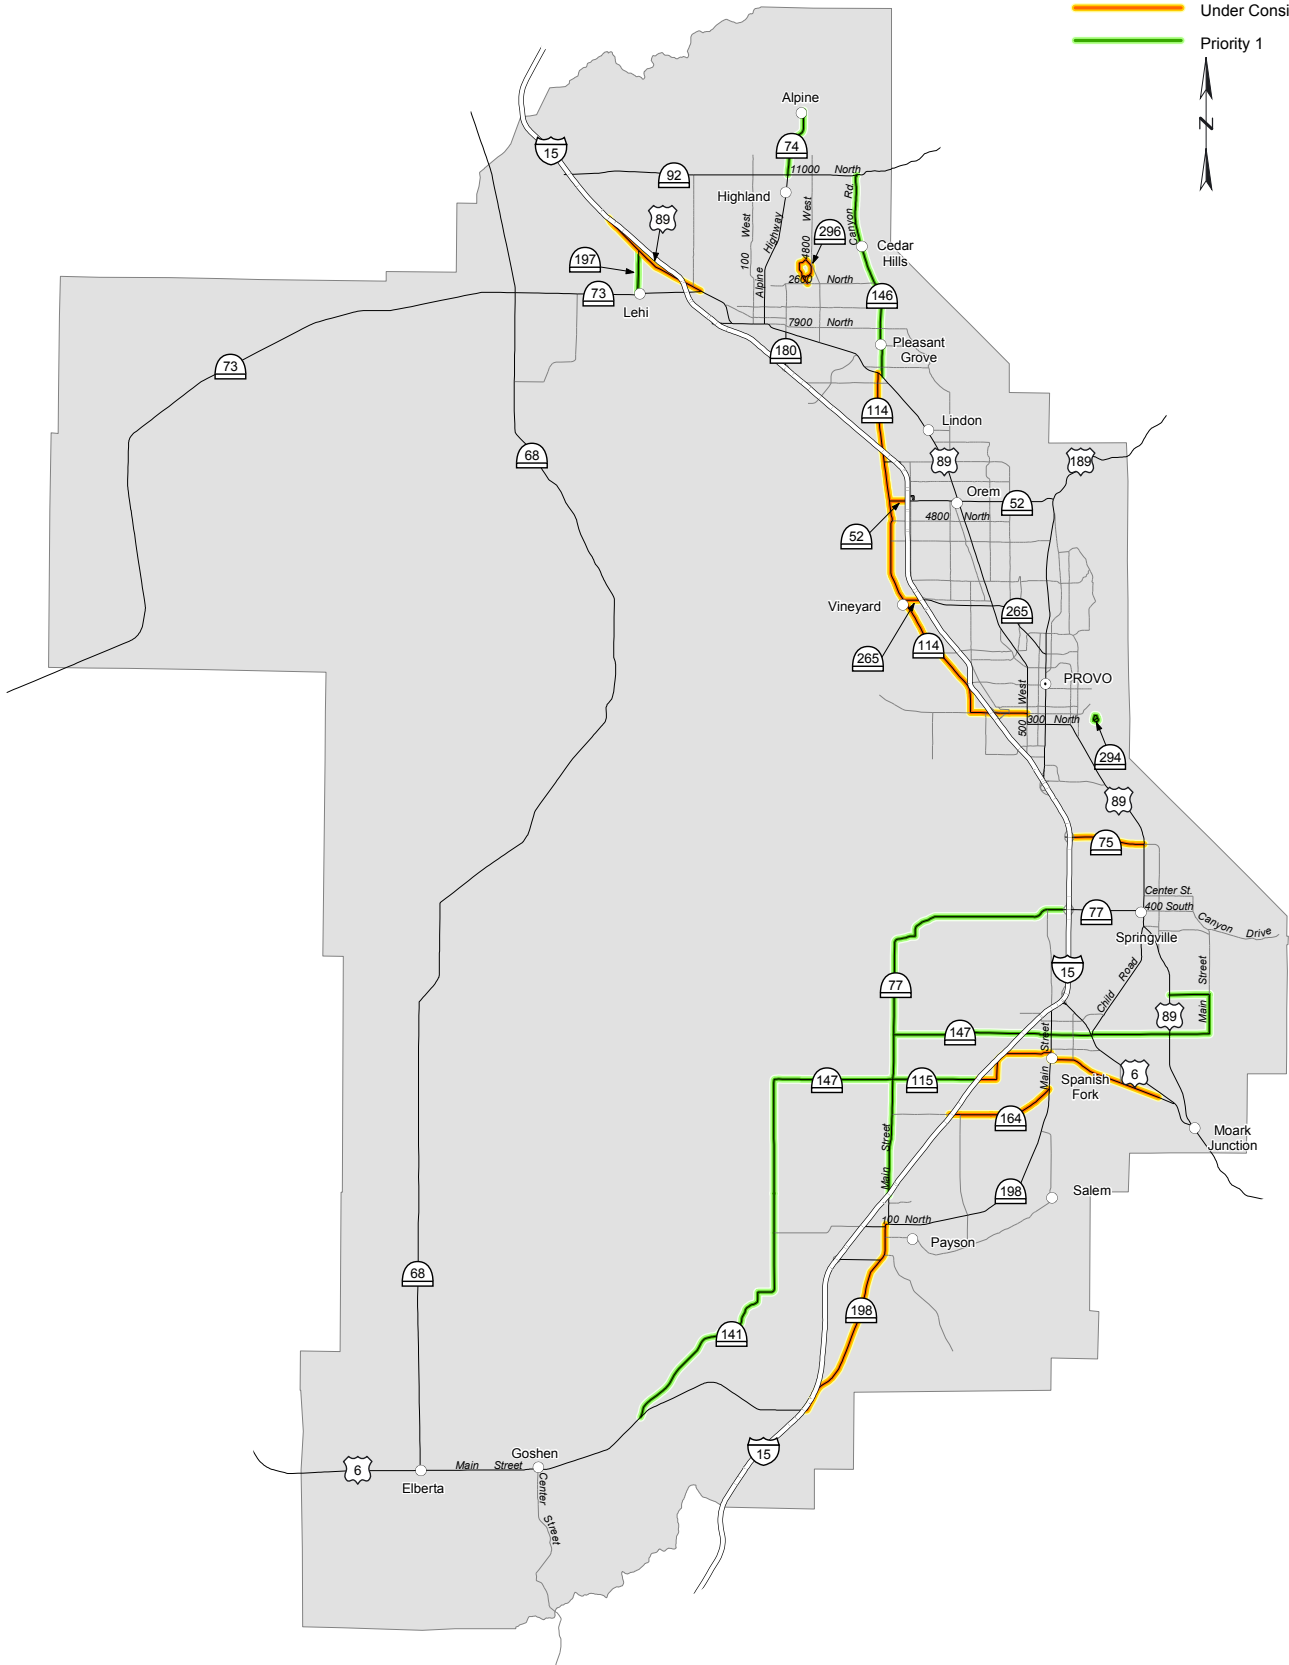 Under Consi
Priority 1
N
Alpine
15
74
92
11000 North
Highland
89
100 West
Alpine Highway
4800 West
Canyon Rd.
296
Cedar
Hills
197
2600 North
73
146
Lehi
7900 North
180
Pleasant
Grove
73
114
Lindon
68
89
189
Orem
52
4800 North
52
Vineyard
265
265
114
PROVO
500 West
300 North
294
89
75
Center St.
400 South
77
Canyon Drive
Springville
15
Child Road
Main Street
77
89
147
Main Street
147
115
Spanish
Fork
6
164
Moark
Junction
Main Street
198
Salem
100 North
Payson
68
198
141
15
Goshen
6
Main Street
Elberta
Center Street